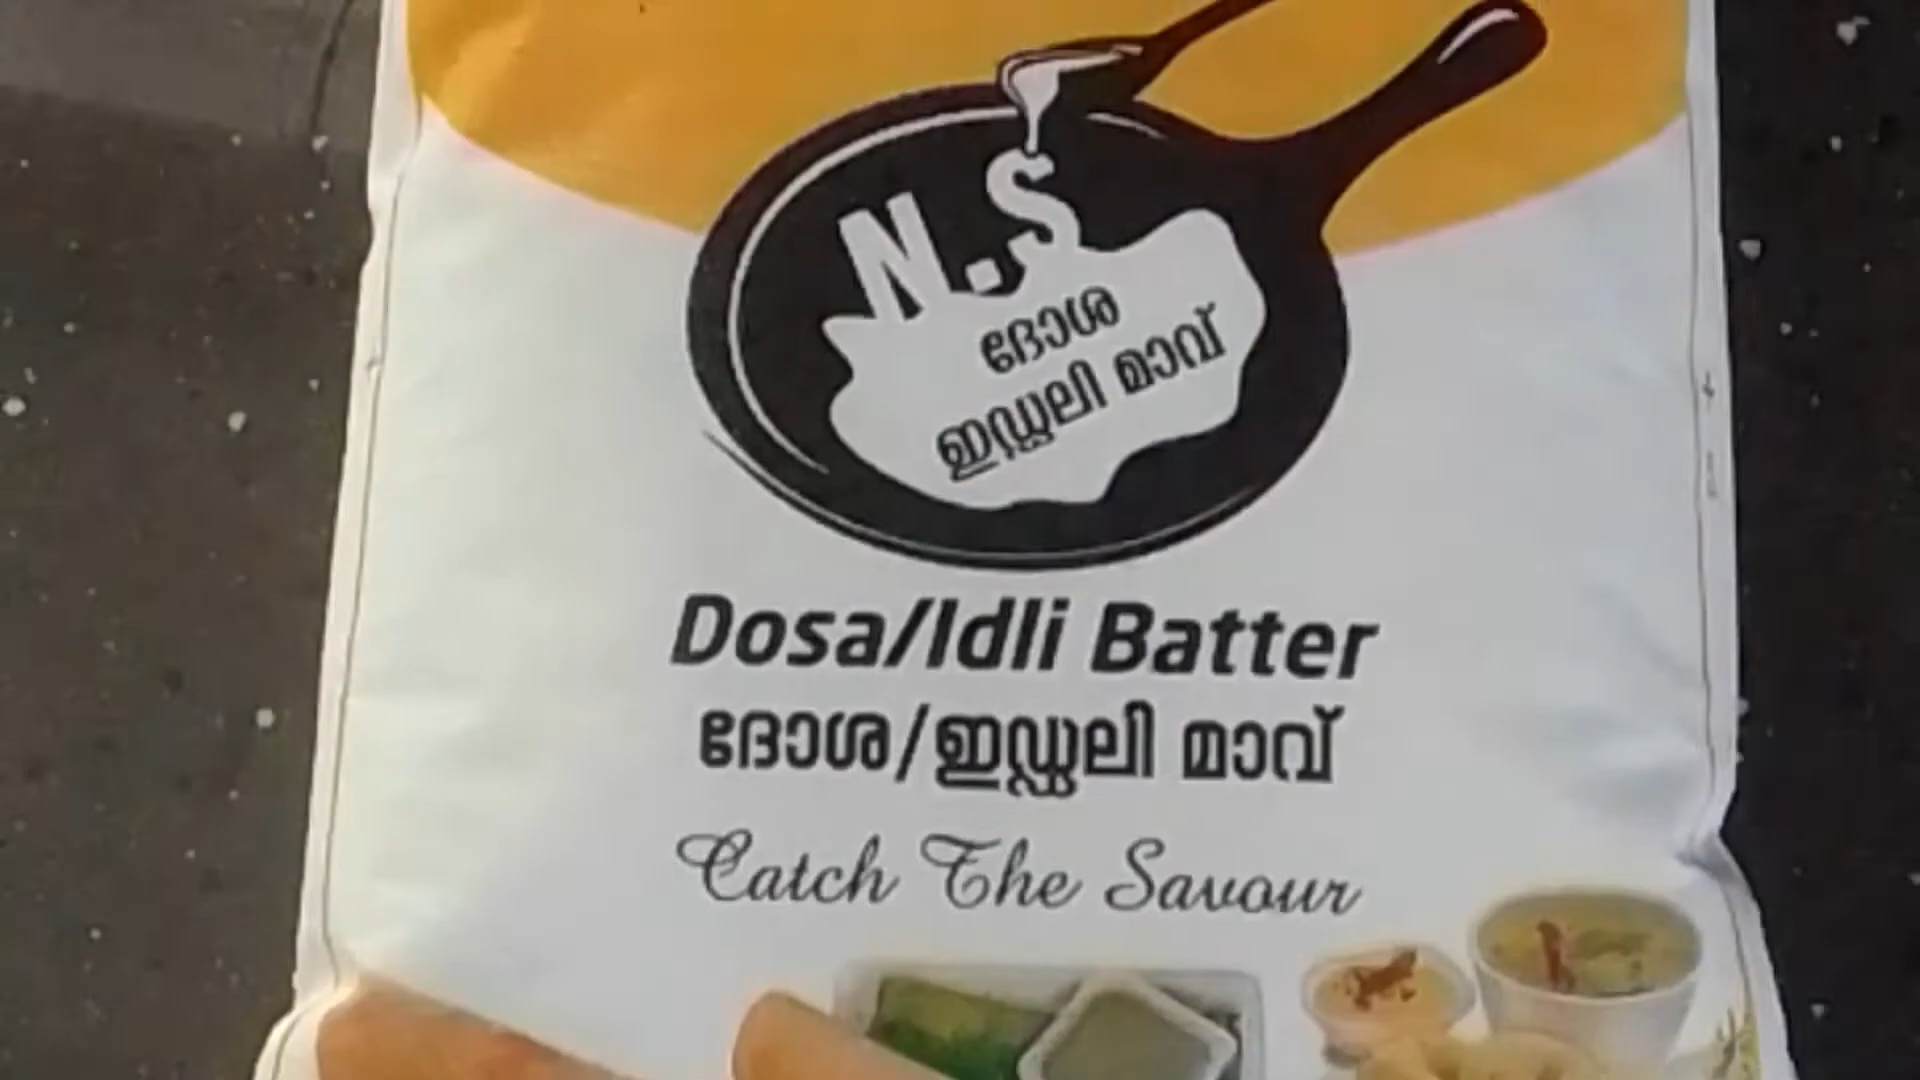 N.S
ദോശ
ഇഡ്ഡലി മാവ്
Dosa/Idli Batter
ദോശ/ഇഡ്ഡലി മാവ്
Catch The Savour